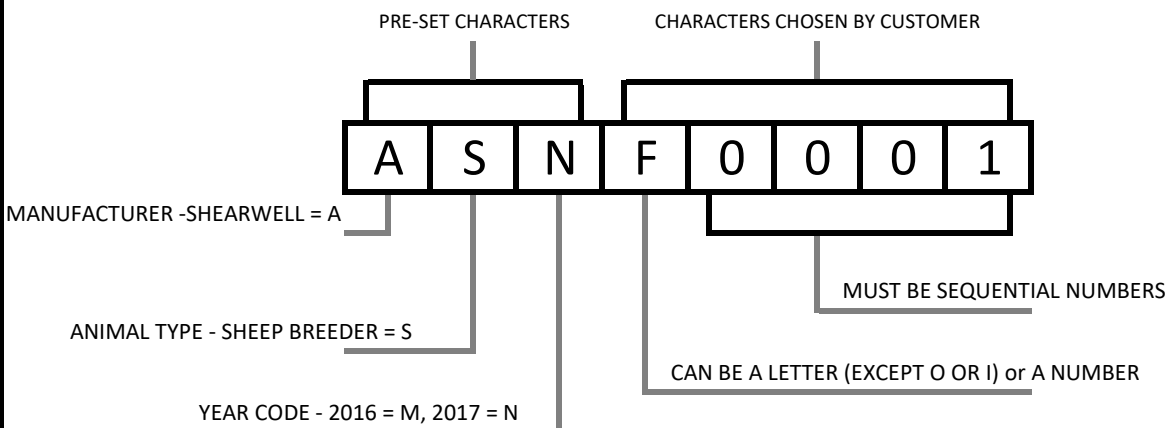 PRE-SET CHARACTERS
CHARACTERS CHOSEN BY CUSTOMER
A S N F 0 0 0 1
MANUFACTURER -SHEARWELL = A
MUST BE SEQUENTIAL NUMBERS
ANIMAL TYPE - SHEEP BREEDER = S
CAN BE A LETTER (EXCEPT O OR I) or A NUMBER
YEAR CODE - 2016 = M, 2017 = N